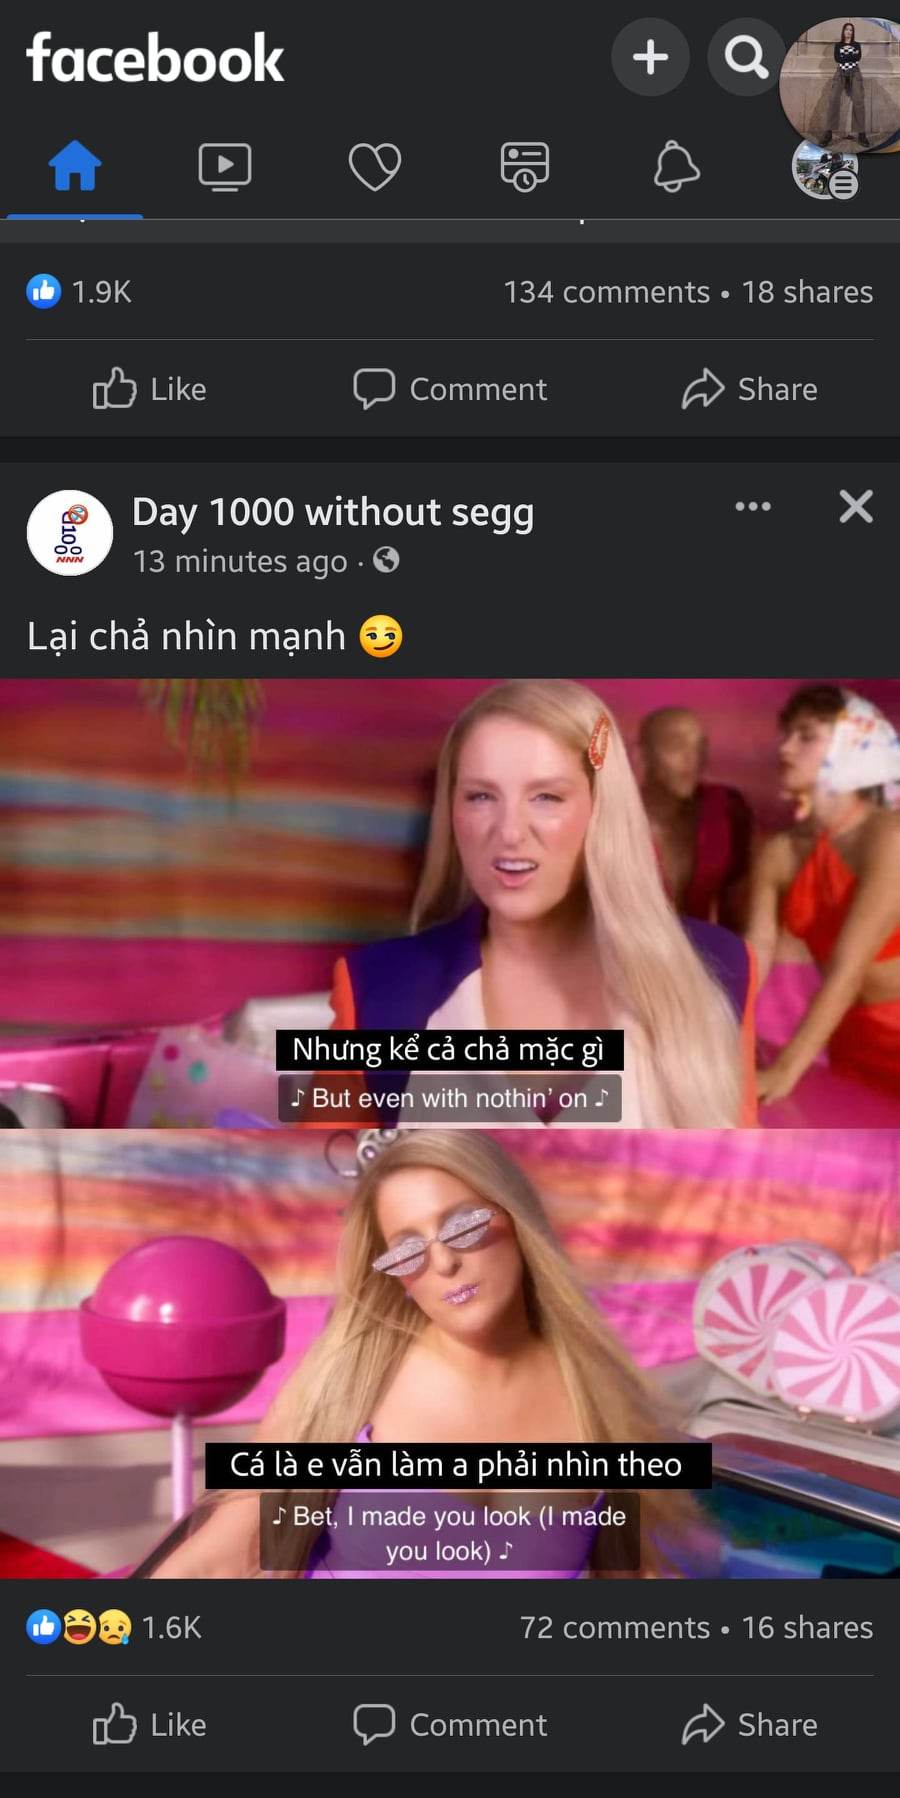 facebook
1.9K
134 comments • 18 shares
Like
Comment
Share
Day 1000 without segg
13 minutes ago ·
Lại chả nhìn mạnh 😏
Nhưng kể cả chả mặc gì
♪ But even with nothin' on ♪
Cá là e vẫn làm a phải nhìn theo
♪ Bet, I made you look (I made
you look) ♪
1.6K
72 comments • 16 shares
Like
Comment
Share